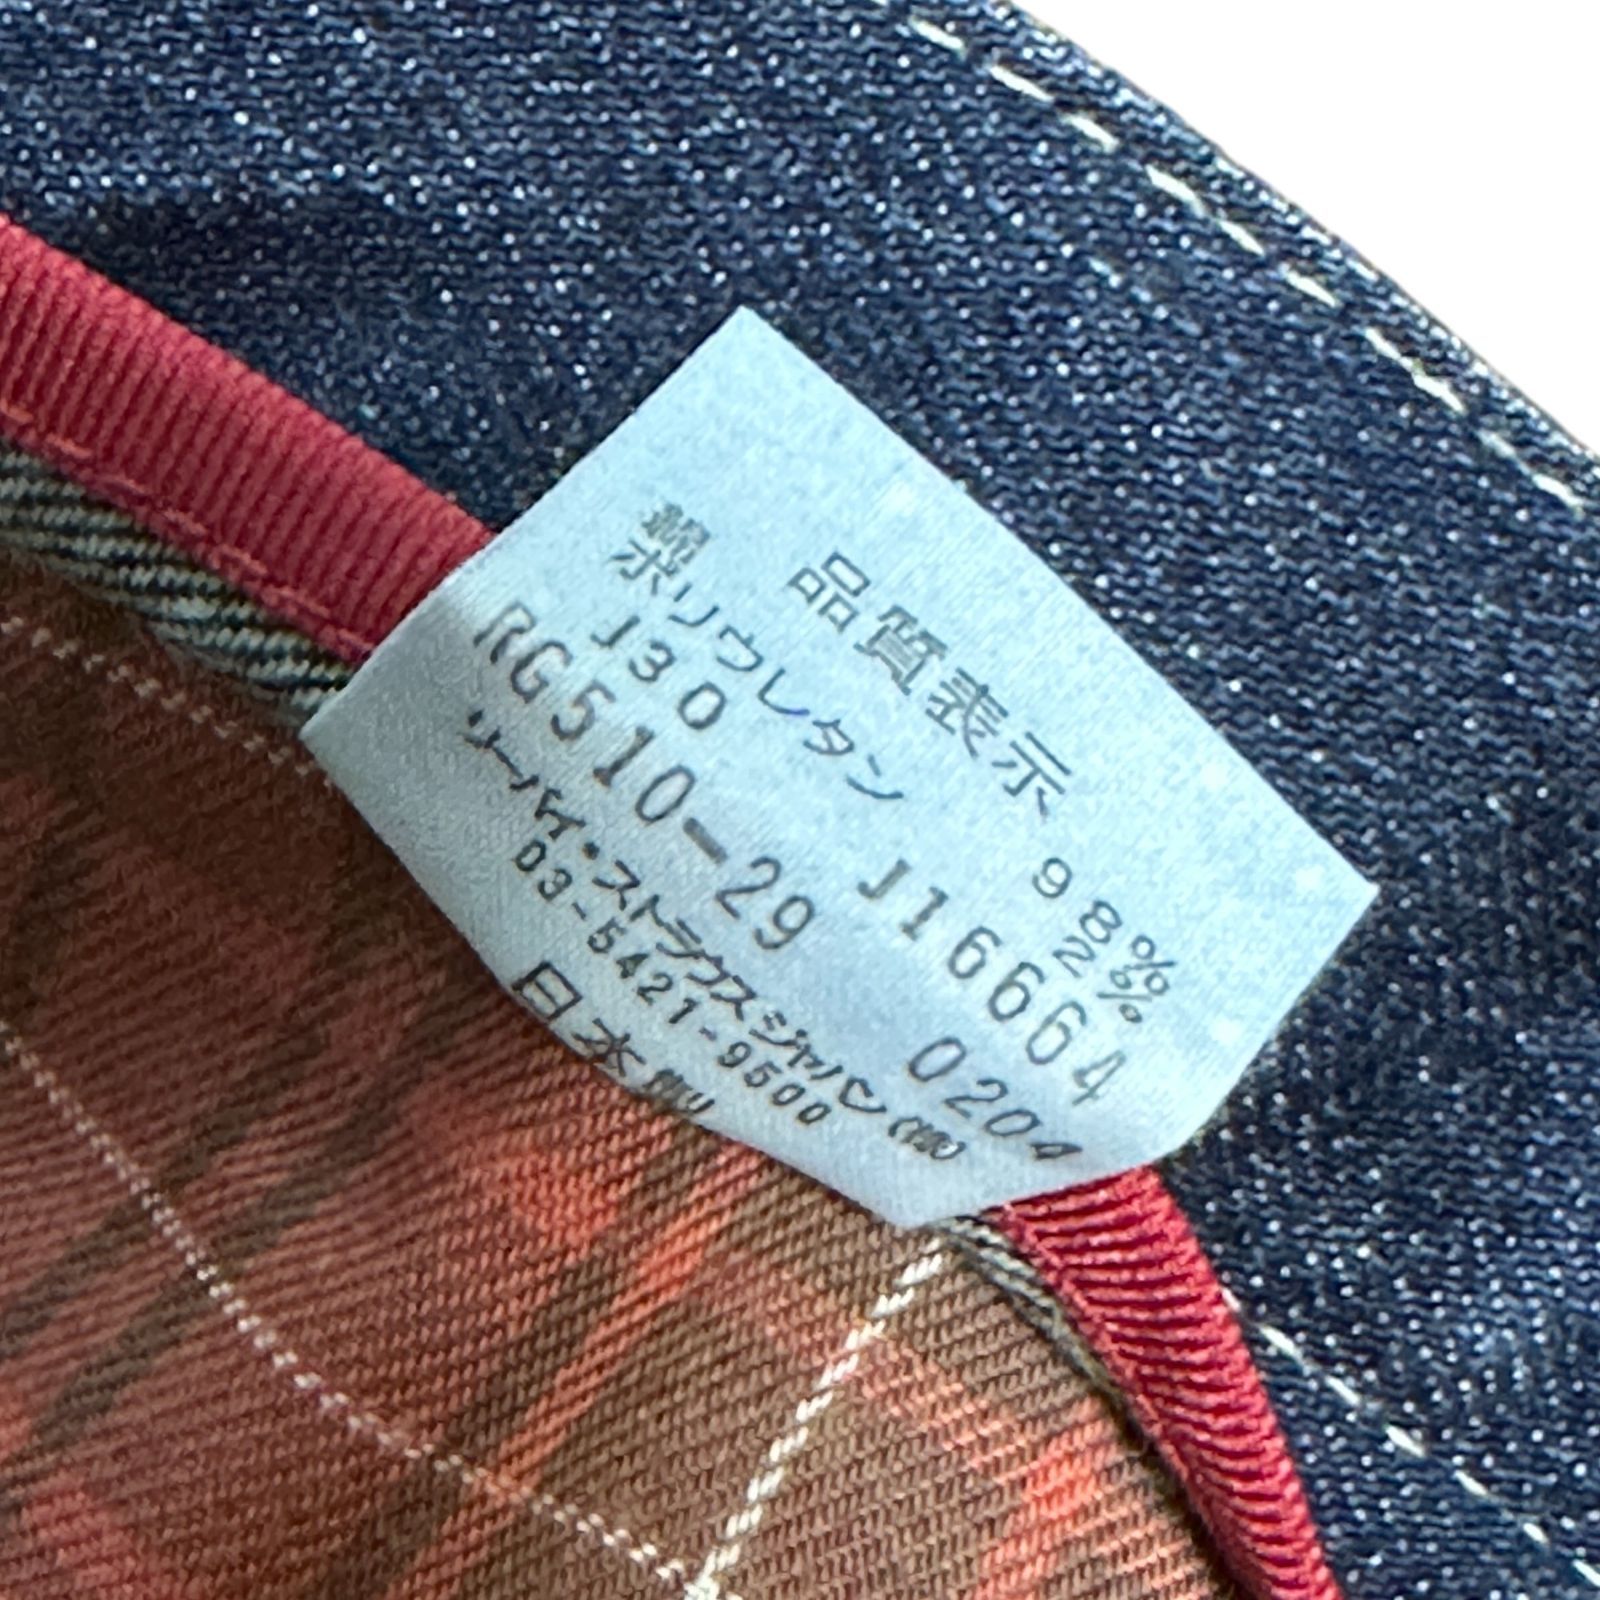 品質表示
綿 98%
ポリウレタン 2%
J30 J16664
RG510-29 0204
リーバイ・ストラウスジャパン(株)
03-5421-9500
日本製